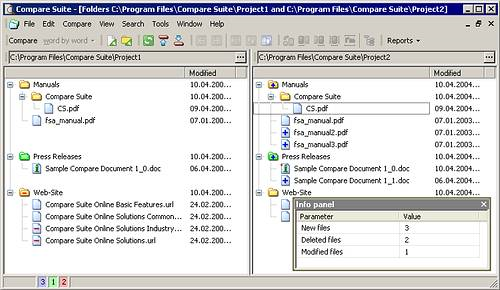 Compare Suite - [Folders C:\Program Files\Compare Suite\Project1 and C:\Program Files\Compare Suite\Project2]
File Edit Compare View Search Tools Window Help
Compare word by word Reports
C:\Program Files\Compare Suite\Project1
Modified
Manuals 10.04.200...
Compare Suite 10.04.200...
CS.pdf 09.04.200...
fsa_manual.pdf 07.01.200...
Press Releases 10.04.200...
Sample Compare Document 1_0.doc 06.04.200...
Web-Site 10.04.200...
Compare Suite Online Basic Features.url 24.02.200...
Compare Suite Online Solutions Common... 24.02.200...
Compare Suite Online Solutions Industry... 24.02.200...
Compare Suite Online Solutions.url 24.02.200...
C:\Program Files\Compare Suite\Project2
Modified
Manuals 10.04.2004...
Compare Suite 10.04.2004...
CS.pdf 09.04.2004...
fsa_manual.pdf 07.01.2003...
fsa_manual2.pdf 07.01.2003...
fsa_manual3.pdf 07.01.2003...
Press Releases 10.04.2004...
Sample Compare Document 1_0.doc 10.04.2004...
Sample Compare Document 1_1.doc 06.04.2004...
Web-Site 10.04.2004...
Info panel
Parameter Value
New files 3
Deleted files 2
Modified files 1
3 1 2